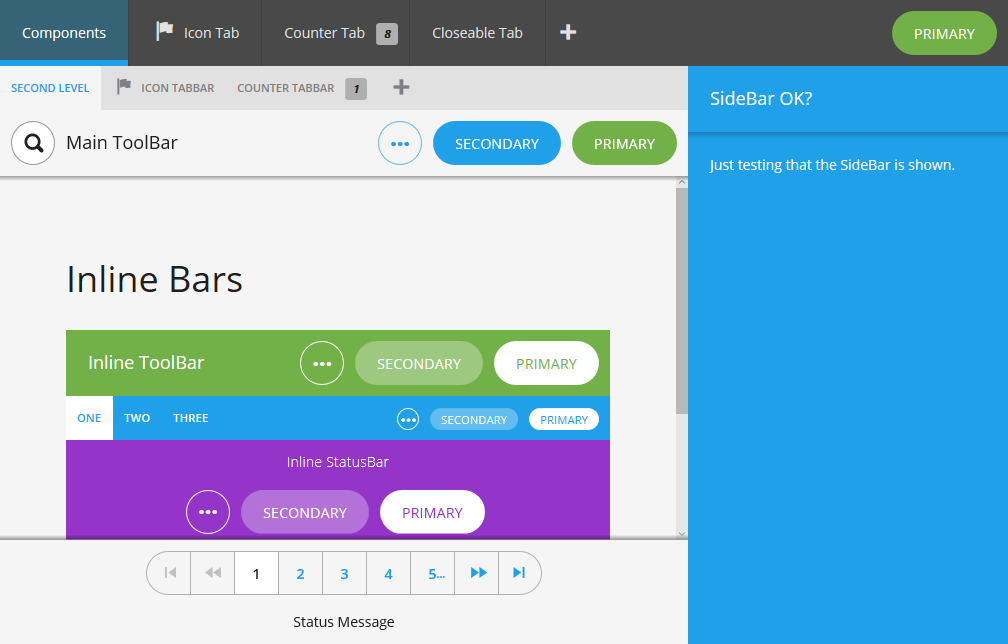 Components Icon Tab Counter Tab 8 Closeable Tab PRIMARY
SECOND LEVEL ICON TABBAR COUNTER TABBAR 1
SideBar OK?
Main ToolBar SECONDARY PRIMARY
Just testing that the SideBar is shown.
Inline Bars
Inline ToolBar SECONDARY PRIMARY
ONE TWO THREE SECONDARY PRIMARY
Inline StatusBar
SECONDARY PRIMARY
1 2 3 4 5...
Status Message